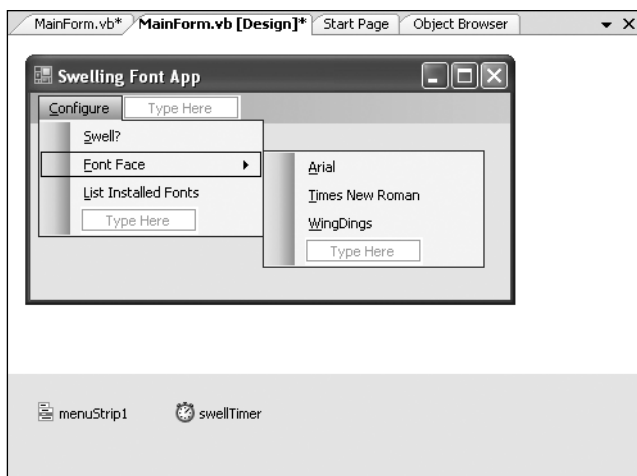 MainForm.vb* MainForm.vb [Design]* Start Page Object Browser
Swelling Font App
Configure Type Here
Swell?
Font Face
List Installed Fonts
Type Here
Arial
Times New Roman
WingDings
Type Here
menuStrip1 swellTimer